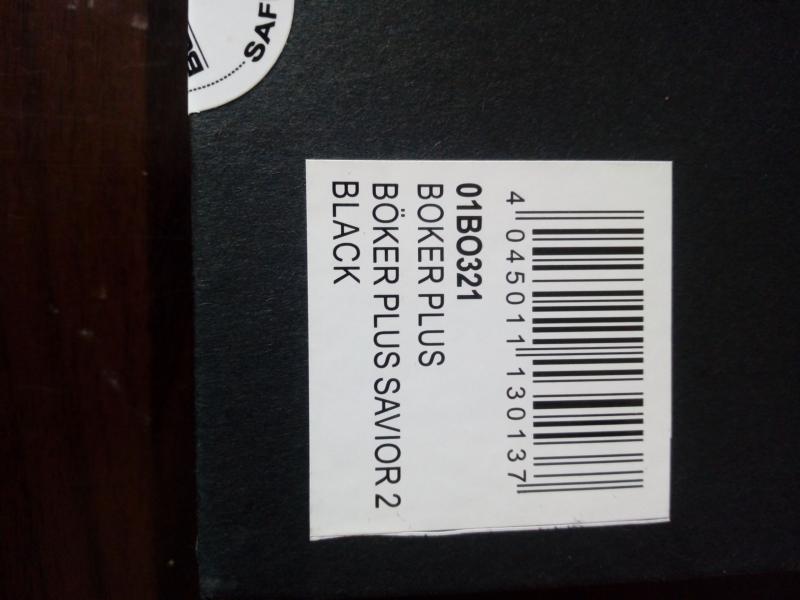 4 045011 130137
01BO321
BOKER PLUS
BÖKER PLUS SAVIOR 2
BLACK